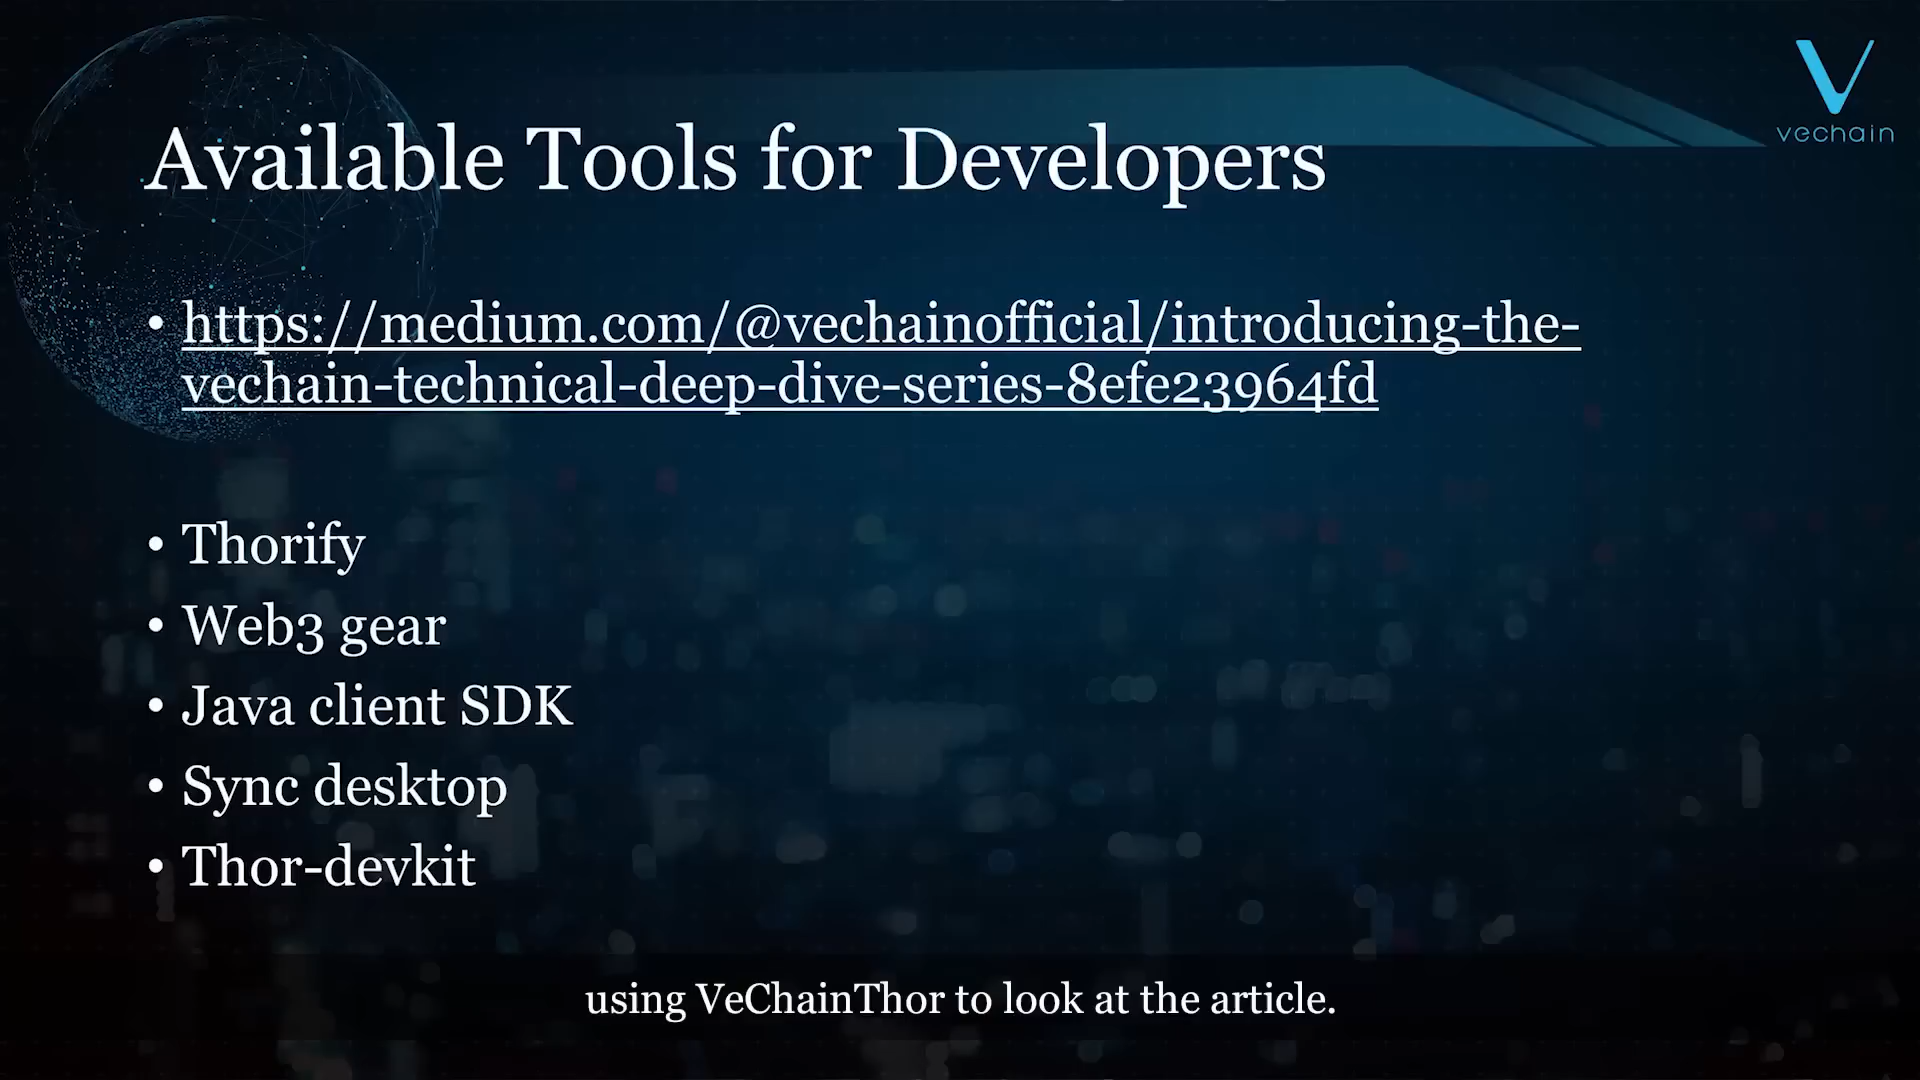 vechain
Available Tools for Developers
• https://medium.com/@vechainofficial/introducing-the-
vechain-technical-deep-dive-series-8efe23964fd
• Thorify
• Web3 gear
• Java client SDK
• Sync desktop
• Thor-devkit
using VeChainThor to look at the article.